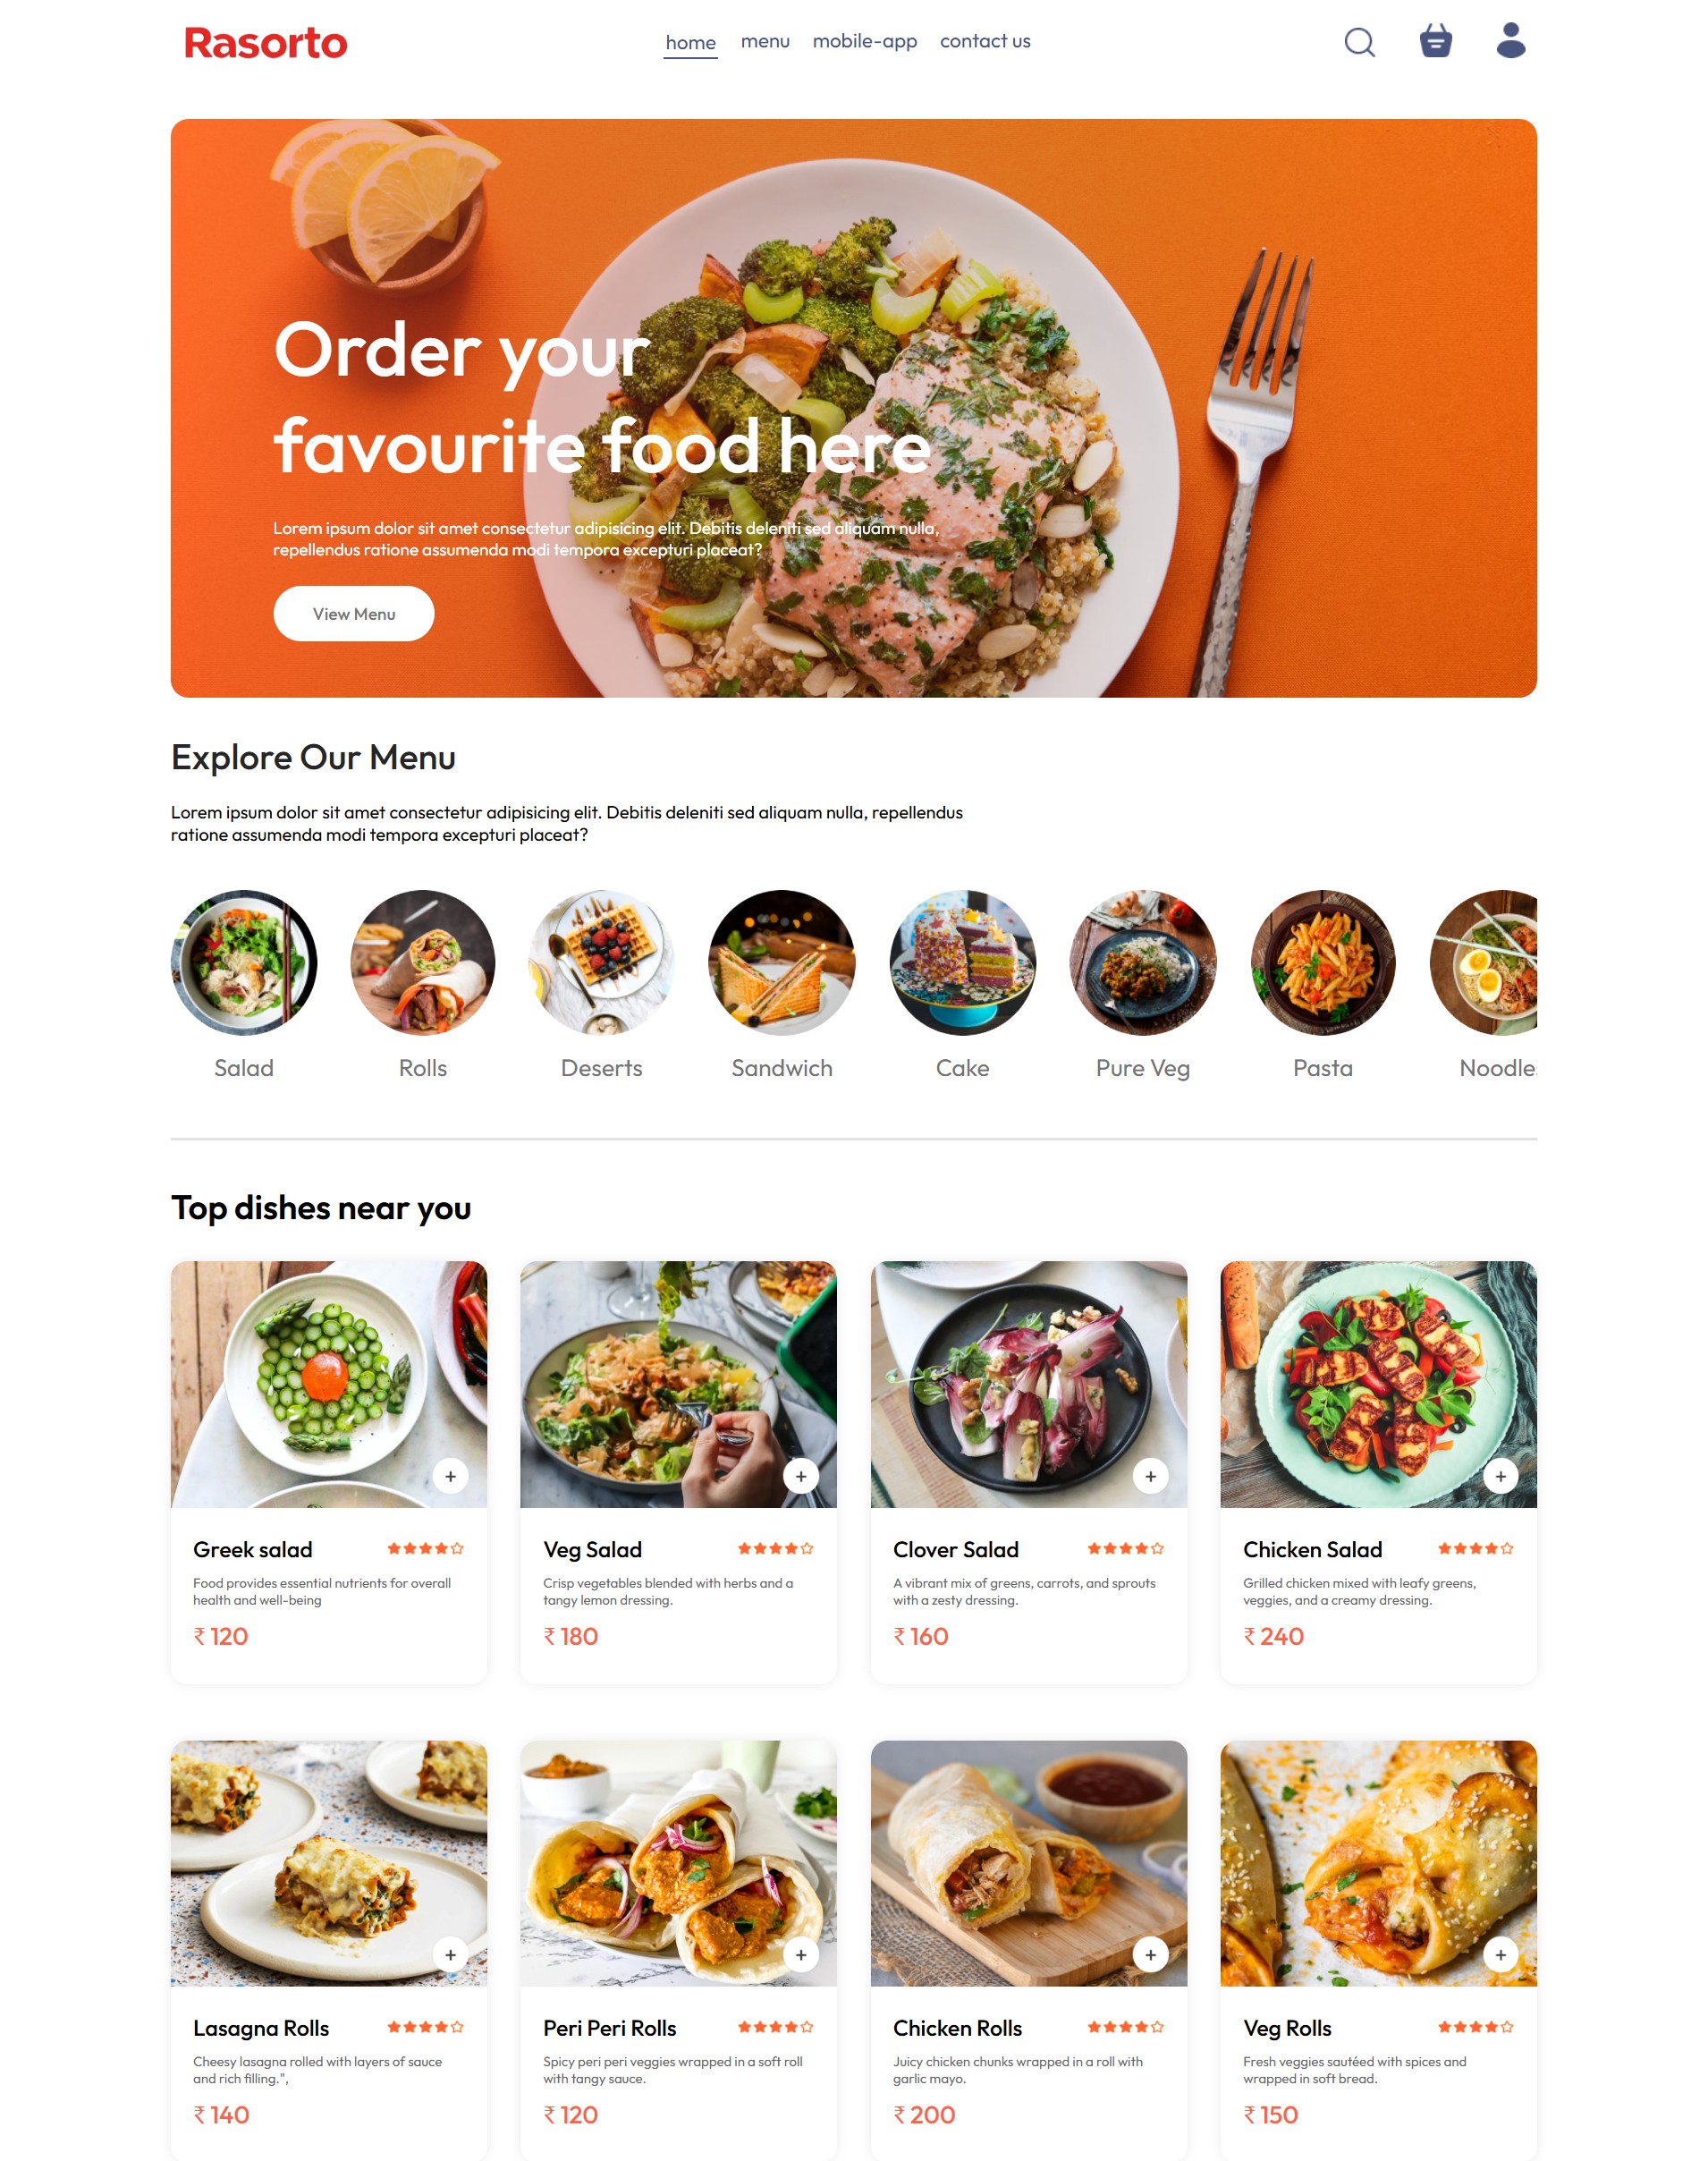 Rasorto
home menu mobile-app contact us
Order your
favourite food here
Lorem ipsum dolor sit amet consectetur adipisicing elit. Debitis deleniti sed aliquam nulla,
repellendus ratione assumenda modi tempora excepturi placeat?
View Menu
Explore Our Menu
Lorem ipsum dolor sit amet consectetur adipisicing elit. Debitis deleniti sed aliquam nulla, repellendus
ratione assumenda modi tempora excepturi placeat?
Salad Rolls Deserts Sandwich Cake Pure Veg Pasta Noodle
Top dishes near you
+ + + +
Greek salad
Food provides essential nutrients for overall
health and well-being
₹ 120
Veg Salad
Crisp vegetables blended with herbs and a
tangy lemon dressing.
₹ 180
Clover Salad
A vibrant mix of greens, carrots, and sprouts
with a zesty dressing.
₹ 160
Chicken Salad
Grilled chicken mixed with leafy greens,
veggies, and a creamy dressing.
₹ 240
+ + + +
Lasagna Rolls
Cheesy lasagna rolled with layers of sauce
and rich filling.",
₹ 140
Peri Peri Rolls
Spicy peri peri veggies wrapped in a soft roll
with tangy sauce.
₹ 120
Chicken Rolls
Juicy chicken chunks wrapped in a roll with
garlic mayo.
₹ 200
Veg Rolls
Fresh veggies sautéed with spices and
wrapped in soft bread.
₹ 150